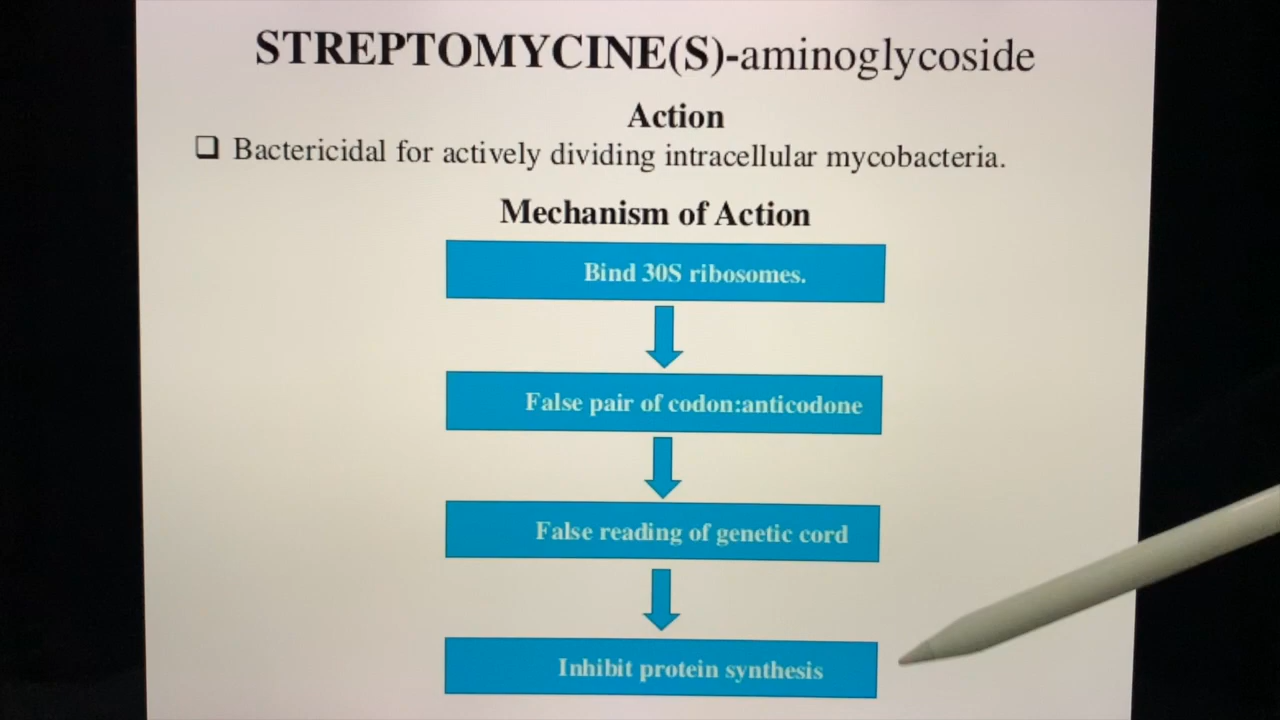 STREPTOMYCINE(S)-aminoglycoside
Action
❑ Bactericidal for actively dividing intracellular mycobacteria.
Mechanism of Action
Bind 30S ribosomes.
False pair of codon:anticodone
False reading of genetic cord
Inhibit protein synthesis